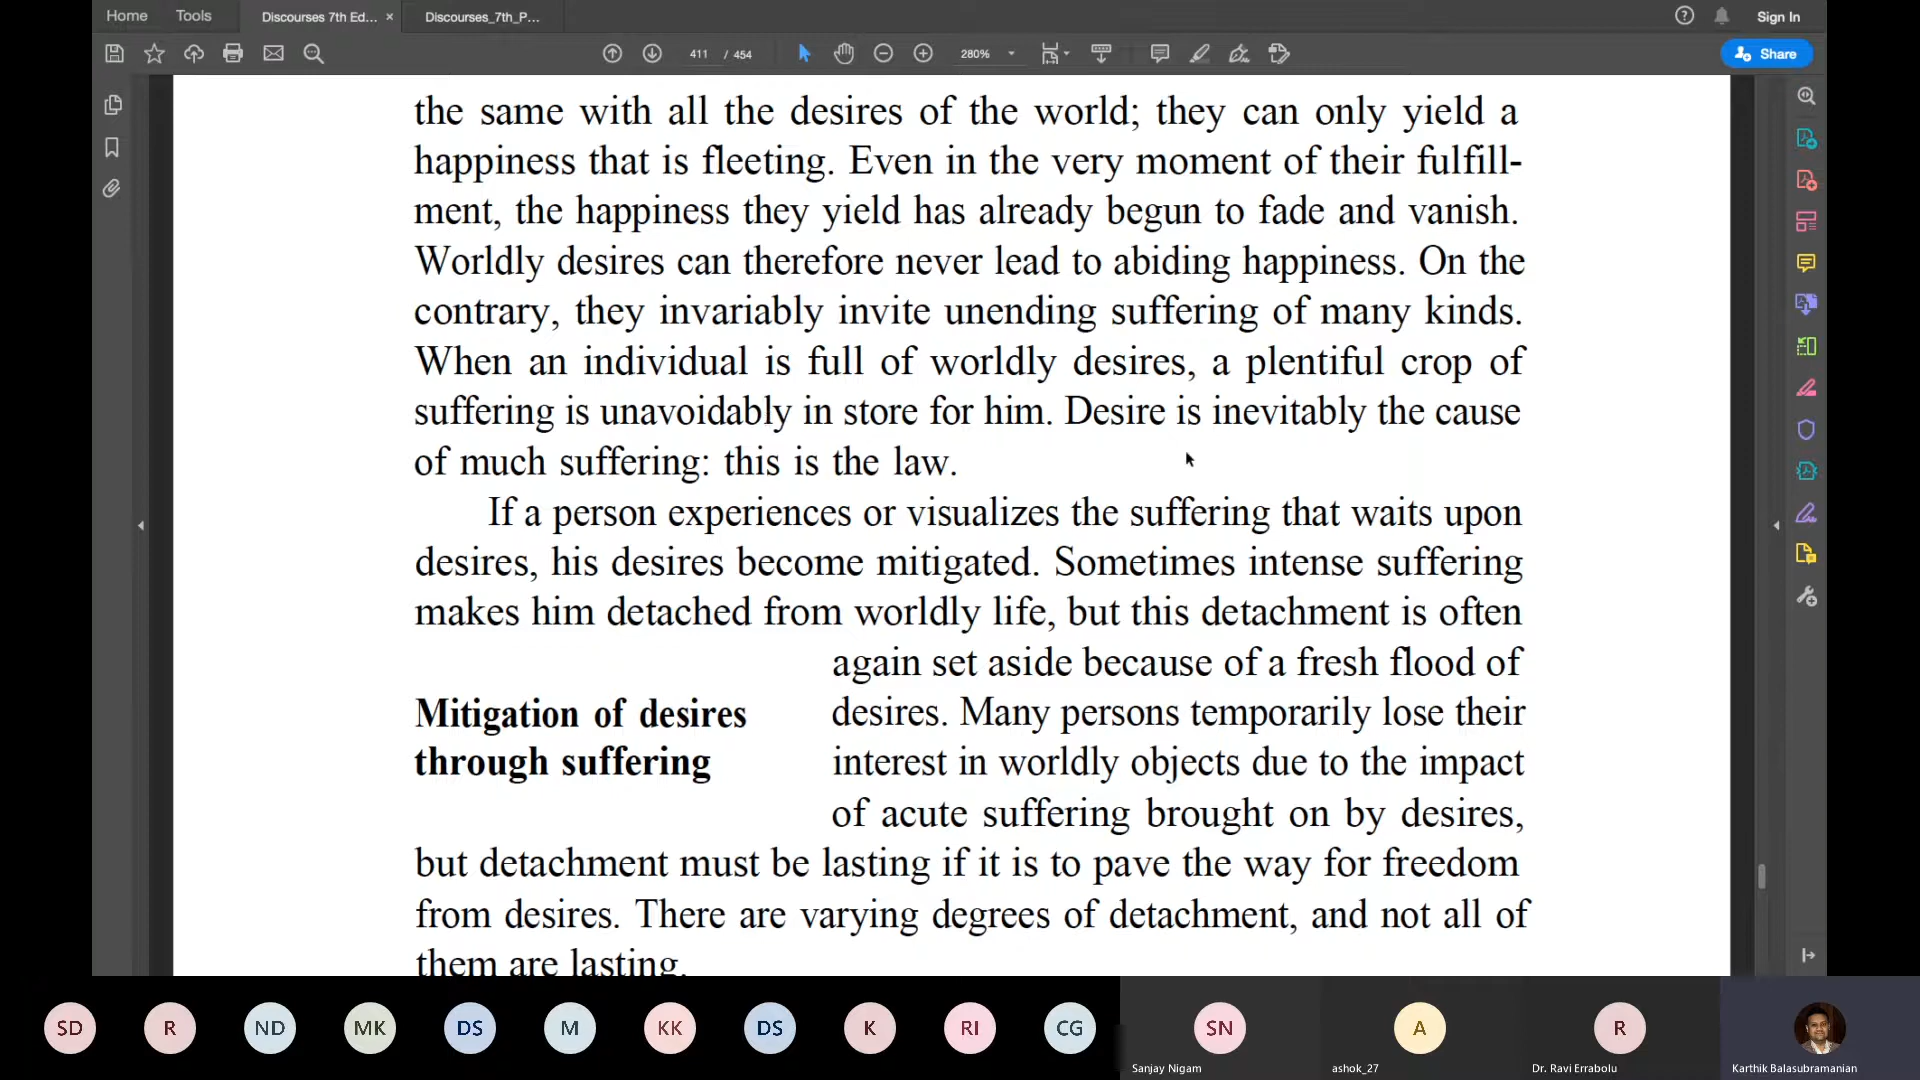 Home
Tools
Discourses 7th Ed...
×
Discourses_7th_P...
Sign In
411 / 454
280%
Share
the same with all the desires of the world; they can only yield a
happiness that is fleeting. Even in the very moment of their fulfill-
ment, the happiness they yield has already begun to fade and vanish.
Worldly desires can therefore never lead to abiding happiness. On the
contrary, they invariably invite unending suffering of many kinds.
When an individual is full of worldly desires, a plentiful crop of
suffering is unavoidably in store for him. Desire is inevitably the cause
of much suffering: this is the law.
If a person experiences or visualizes the suffering that waits upon
desires, his desires become mitigated. Sometimes intense suffering
makes him detached from worldly life, but this detachment is often
again set aside because of a fresh flood of
desires. Many persons temporarily lose their
interest in worldly objects due to the impact
of acute suffering brought on by desires,
Mitigation of desires
through suffering
but detachment must be lasting if it is to pave the way for freedom
from desires. There are varying degrees of detachment, and not all of
them are lasting.
SD
R
ND
MK
DS
M
KK
DS
K
RI
CG
SN
A
R
Sanjay Nigam
ashok_27
Dr. Ravi Errabolu
Karthik Balasubramanian